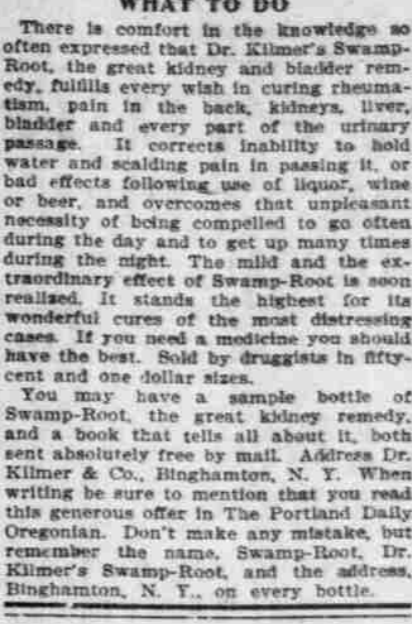 WHAT TO DO
There is comfort in the knowledge so
often expressed that Dr. Kilmer's Swamp-
Root, the great kidney and bladder rem-
edy, fulfills every wish in curing rheuma-
tism, pain in the back, kidneys, liver,
bladder and every part of the urinary
passage. It corrects inability to hold
water and scalding pain in passing it, or
bad effects following use of liquor, wine
or beer, and overcomes that unpleasant
necessity of being compelled to go often
during the day and to get up many times
during the night. The mild and the ex-
traordinary effect of Swamp-Root is soon
realized. It stands the highest for its
wonderful cures of the most distressing
cases. If you need a medicine you should
have the best. Sold by druggists in fifty-
cent and one dollar sizes.
You may have a sample bottle of
Swamp-Root, the great kidney remedy,
and a book that tells all about it, both
sent absolutely free by mail. Address Dr.
Kilmer & Co., Binghamton, N. Y. When
writing be sure to mention that you read
this generous offer in The Portland Daily
Oregonian. Don't make any mistake, but
remember the name, Swamp-Root, Dr.
Kilmer's Swamp-Root, and the address,
Binghamton, N. Y., on every bottle.